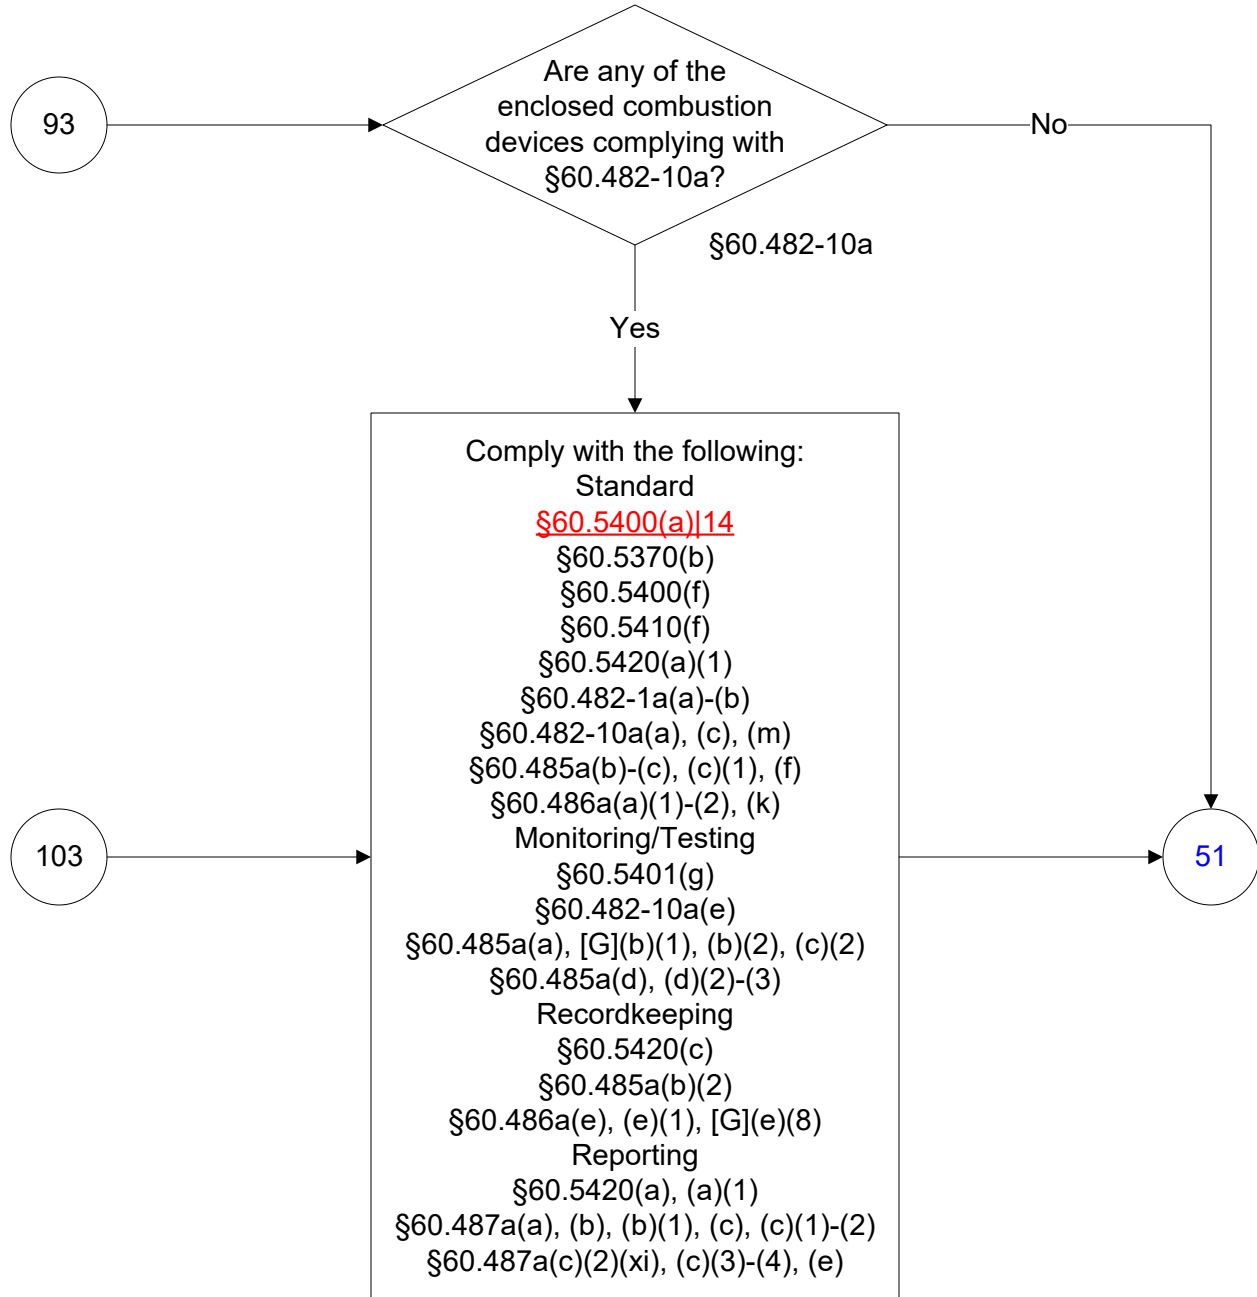 93
Are any of the
enclosed combustion
devices complying with
§60.482-10a?
No
§60.482-10a
Yes
Comply with the following:
Standard
§60.5400(a)|14
§60.5370(b)
§60.5400(f)
§60.5410(f)
§60.5420(a)(1)
§60.482-1a(a)-(b)
§60.482-10a(a), (c), (m)
§60.485a(b)-(c), (c)(1), (f)
§60.486a(a)(1)-(2), (k)
Monitoring/Testing
§60.5401(g)
§60.482-10a(e)
§60.485a(a), [G](b)(1), (b)(2), (c)(2)
§60.485a(d), (d)(2)-(3)
Recordkeeping
§60.5420(c)
§60.485a(b)(2)
§60.486a(e), (e)(1), [G](e)(8)
Reporting
§60.5420(a), (a)(1)
§60.487a(a), (b), (b)(1), (c), (c)(1)-(2)
§60.487a(c)(2)(xi), (c)(3)-(4), (e)
103
51